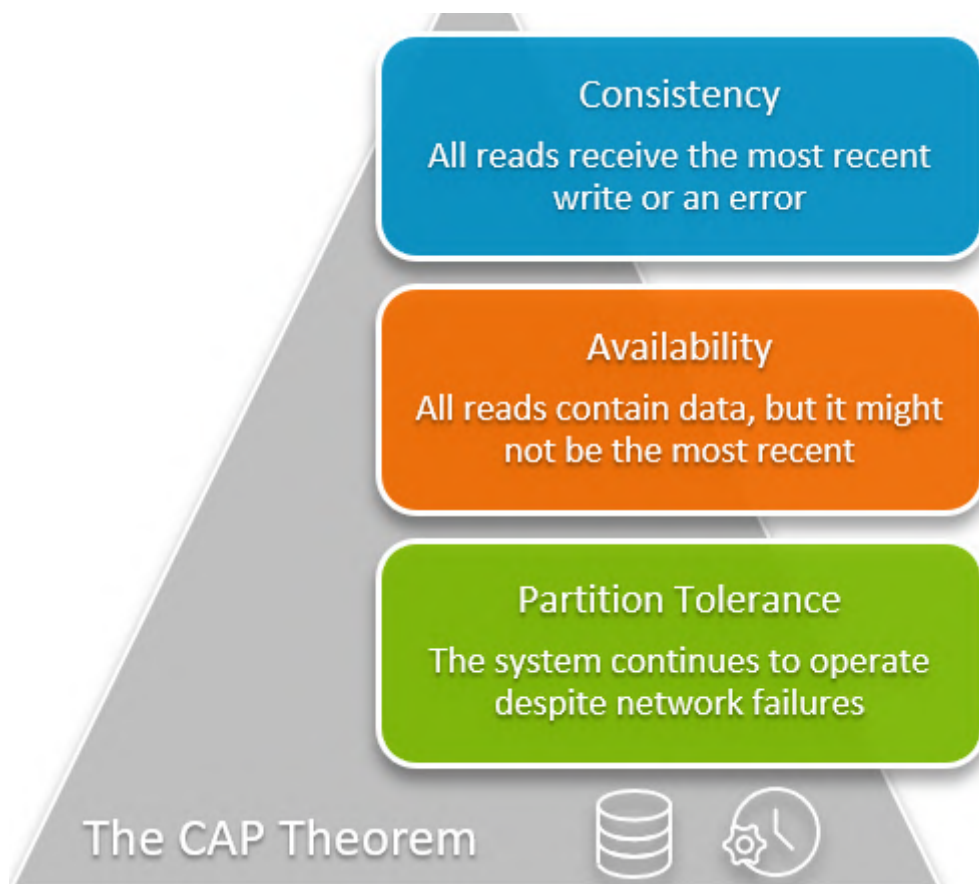 Consistency
All reads receive the most recent
write or an error
Availability
All reads contain data, but it might
not be the most recent
Partition Tolerance
The system continues to operate
despite network failures
The CAP Theorem